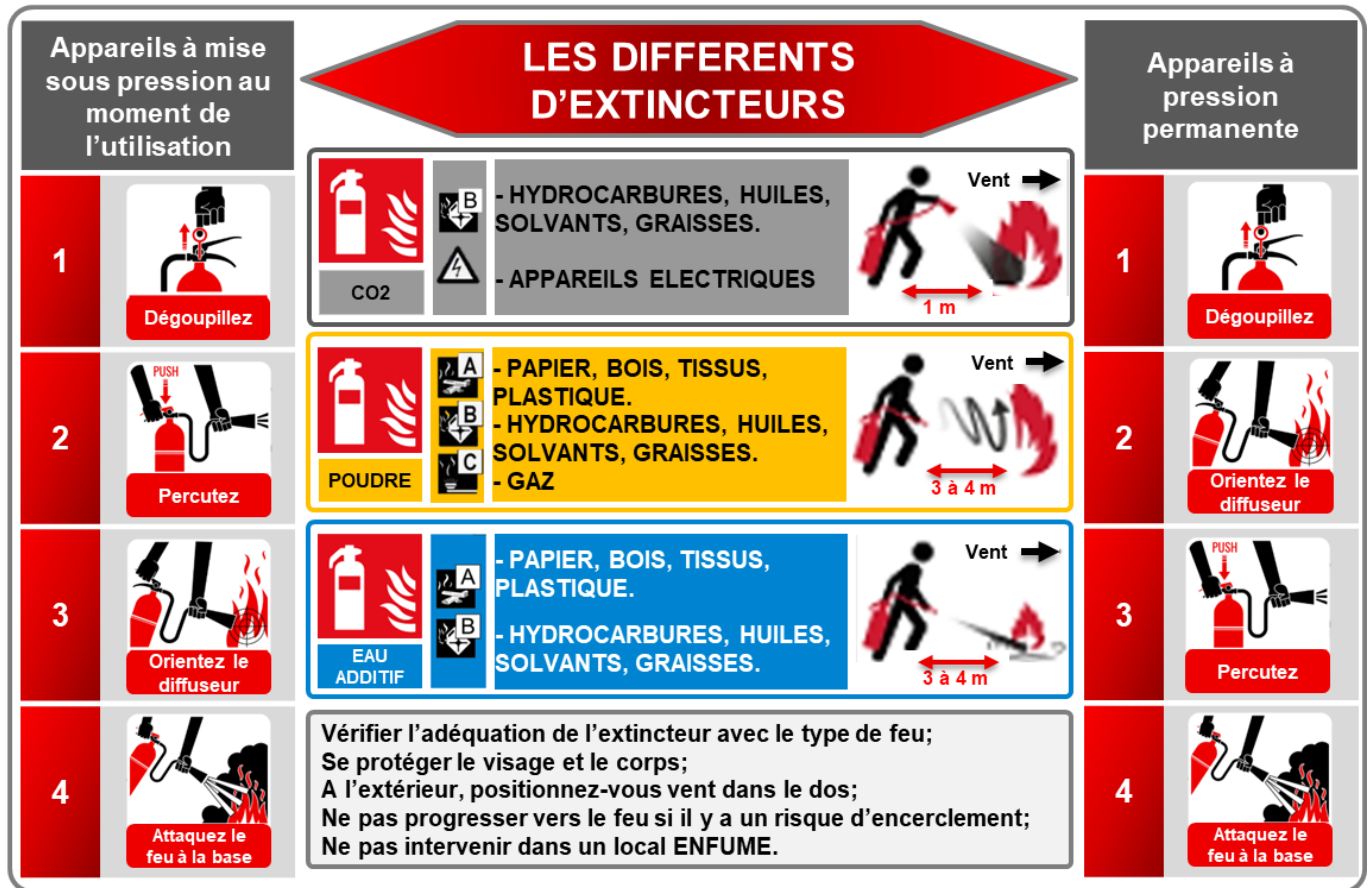 Appareils à mise
sous pression au
moment de
l'utilisation
1
Dégoupillez
2
PUSH
Percutez
3
Orientez le
diffuseur
4
Attaquez le
feu à la base
LES DIFFERENTS
D'EXTINCTEURS
CO2
B
- HYDROCARBURES, HUILES,
SOLVANTS, GRAISSES.
- APPAREILS ELECTRIQUES
Vent
1 m
POUDRE
A
B
C
- PAPIER, BOIS, TISSUS,
PLASTIQUE.
- HYDROCARBURES, HUILES,
SOLVANTS, GRAISSES.
- GAZ
Vent
3 à 4 m
EAU
ADDITIF
A
B
- PAPIER, BOIS, TISSUS,
PLASTIQUE.
- HYDROCARBURES, HUILES,
SOLVANTS, GRAISSES.
Vent
3 à 4 m
Vérifier l'adéquation de l'extincteur avec le type de feu;
Se protéger le visage et le corps;
A l'extérieur, positionnez-vous vent dans le dos;
Ne pas progresser vers le feu si il y a un risque d'encerclement;
Ne pas intervenir dans un local ENFUME.
Appareils à
pression
permanente
1
Dégoupillez
2
Orientez le
diffuseur
3
PUSH
Percutez
4
Attaquez le
feu à la base